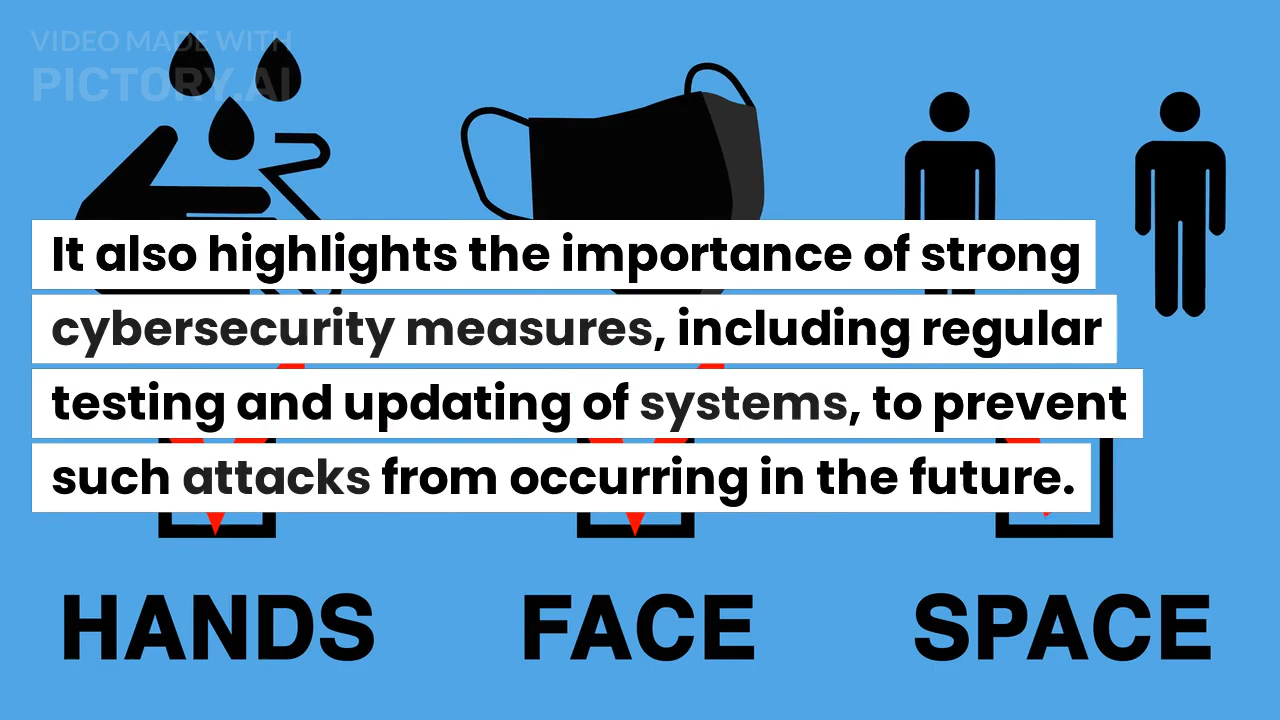 VIDEO MADE WITH
PICTORY.AI
It also highlights the importance of strong
cybersecurity measures, including regular
testing and updating of systems, to prevent
such attacks from occurring in the future.
HANDS FACE SPACE